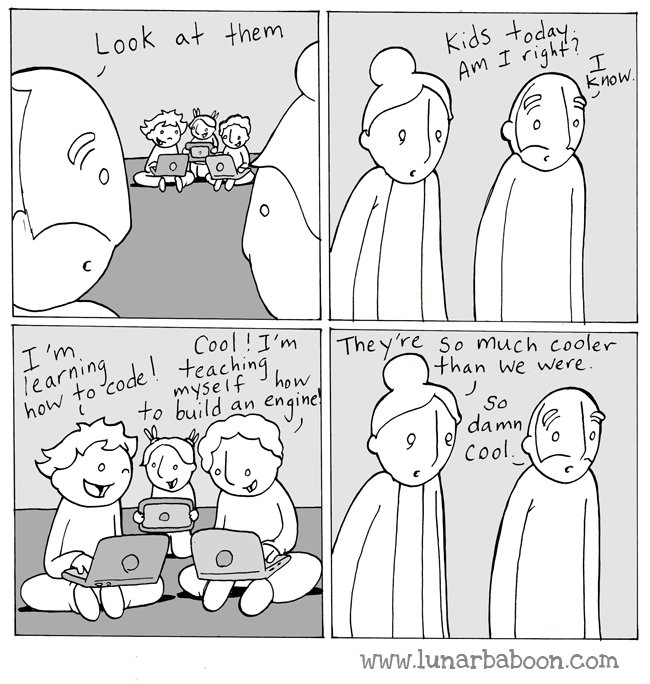 Look at them
Kids today.
Am I right?
I
know.
I'm
learning
how to code!
Cool! I'm
teaching
myself how
to build an engine!
They're so much cooler
than we were.
So
damn
cool.
www.lunarbaboon.com